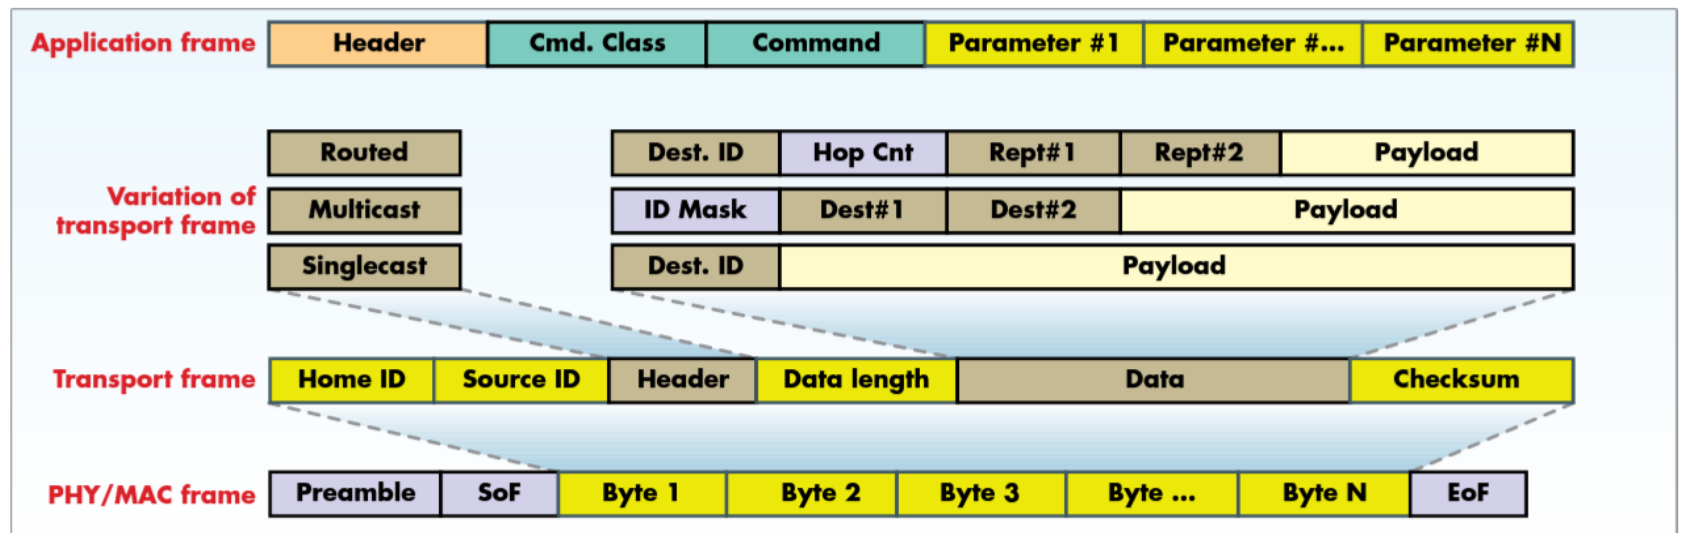 Application frame Header Cmd. Class Command Parameter #1 Parameter #... Parameter #N
Routed Dest. ID Hop Cnt Rept#1 Rept#2 Payload
Variation of
transport frame
Multicast ID Mask Dest#1 Dest#2 Payload
Singlecast Dest. ID Payload
Transport frame Home ID Source ID Header Data length Data Checksum
PHY/MAC frame Preamble SoF Byte 1 Byte 2 Byte 3 Byte ... Byte N EoF